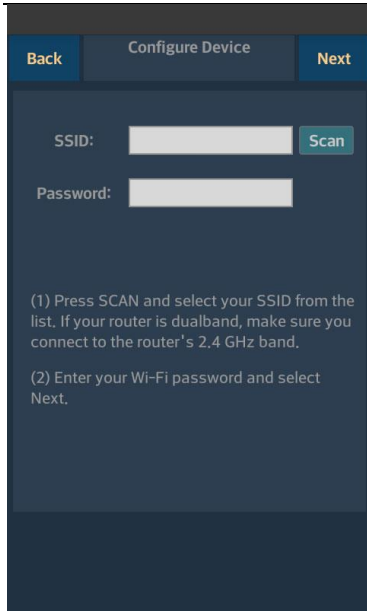 Configure Device
Back
Next
SSID:
Scan
Password:
(1) Press SCAN and select your SSID from the
list. If your router is dualband, make sure you
connect to the router's 2.4 GHz band.
(2) Enter your Wi-Fi password and select
Next.